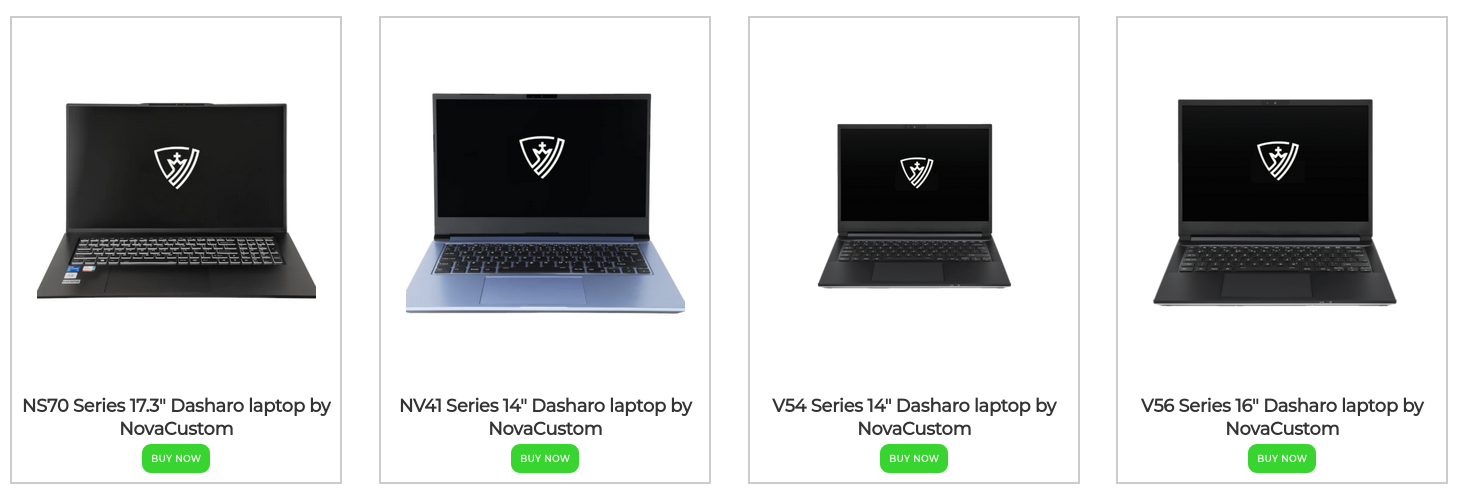 NS70 Series 17.3" Dasharo laptop by
NovaCustom
BUY NOW
NV41 Series 14" Dasharo laptop by
NovaCustom
BUY NOW
V54 Series 14" Dasharo laptop by
NovaCustom
BUY NOW
V56 Series 16" Dasharo laptop by
NovaCustom
BUY NOW